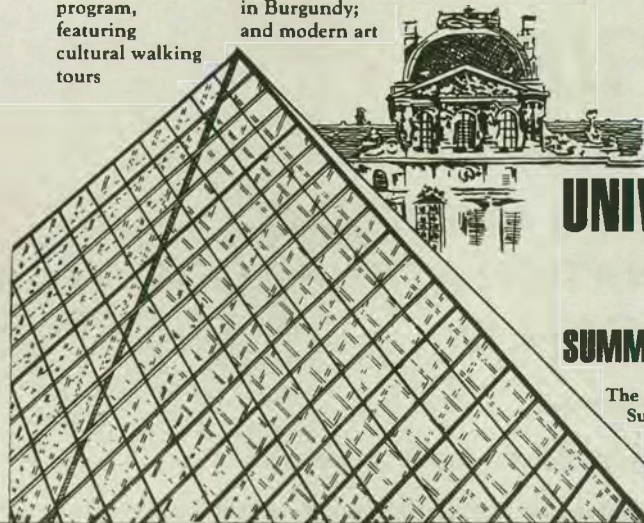 program,
featuring
cultural walking
tours
in Burgundy;
and modern art
UNIV
SUMM
The
Su